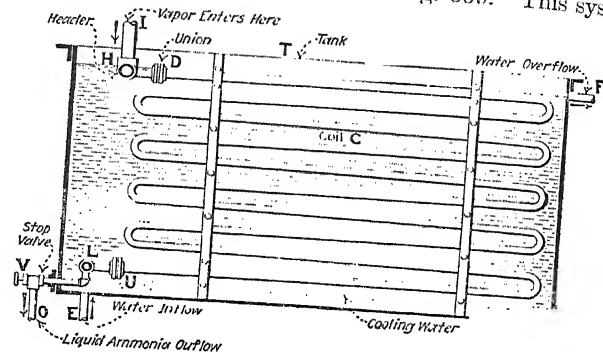 This sys
Header
Vapor Enters Here
I
Union
H
D
T
Tank
Water Overflow
F
Coil C
Stop
Valve
V
L
U
O
E
Water Inflow
Cooling Water
Liquid Ammonia Outflow